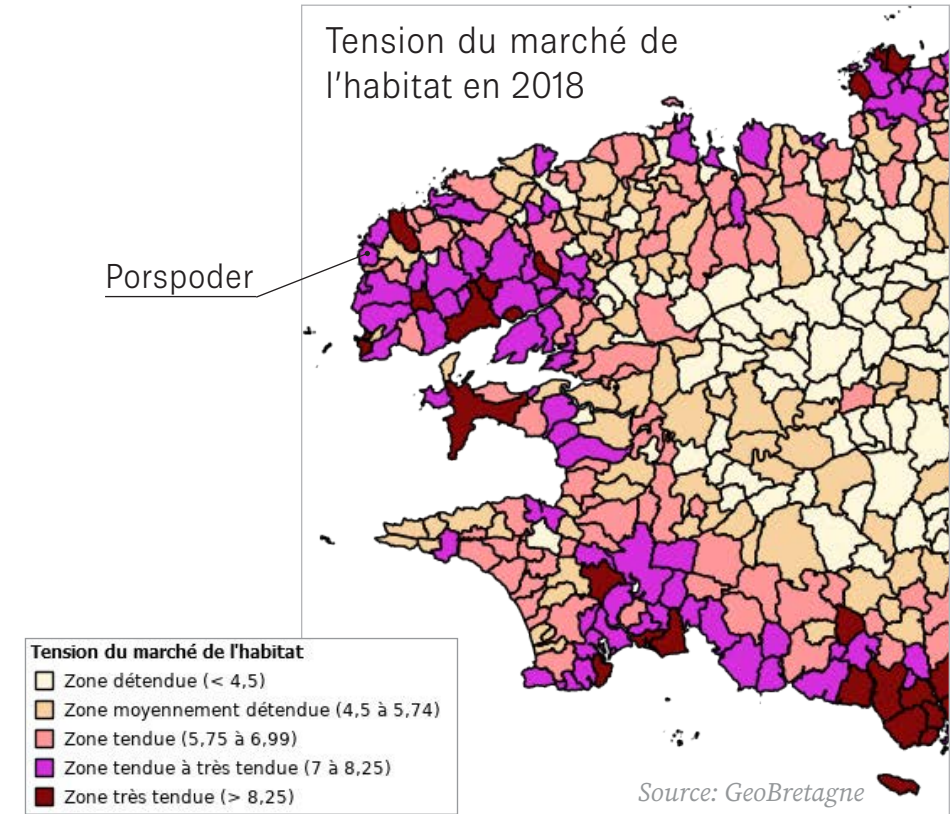 Tension du marché de
l'habitat en 2018
Porspoder
Tension du marché de l'habitat
Zone détendue (< 4,5)
Zone moyennement détendue (4,5 à 5,74)
Zone tendue (5,75 à 6,99)
Zone tendue à très tendue (7 à 8,25)
Zone très tendue (> 8,25)
Source: GeoBretagne